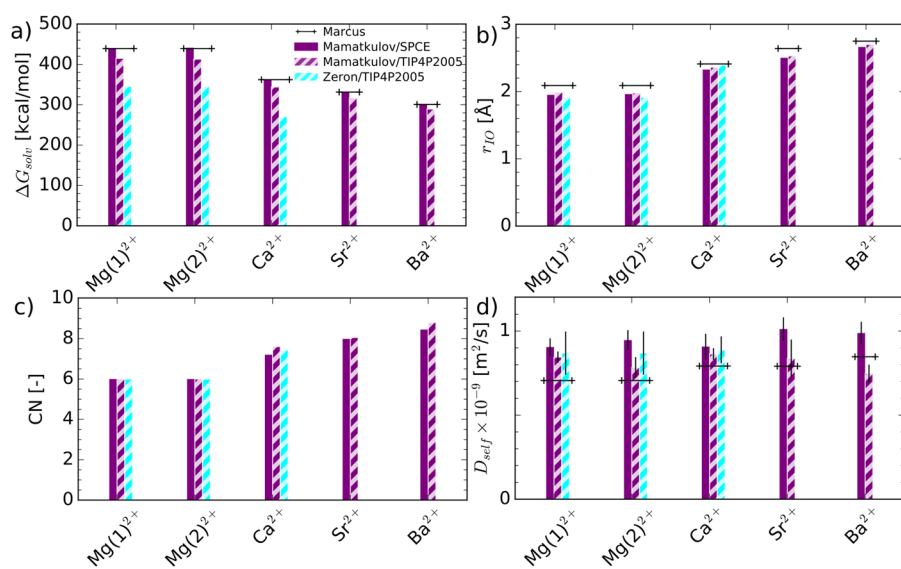 a)
ΔG_solv [kcal/mol]
500
400
300
200
100
0
Marcus
Mamatkulov/SPCE
Mamatkulov/TIP4P2005
Zeron/TIP4P2005
Mg(1)²⁺
Mg(2)²⁺
Ca²⁺
Sr²⁺
Ba²⁺
b)
r_IO [Å]
3
2
1
0
Mg(1)²⁺
Mg(2)²⁺
Ca²⁺
Sr²⁺
Ba²⁺
c)
CN [-]
10
8
6
4
2
0
Mg(1)²⁺
Mg(2)²⁺
Ca²⁺
Sr²⁺
Ba²⁺
d)
D_self × 10⁻⁹ [m²/s]
1
0
Mg(1)²⁺
Mg(2)²⁺
Ca²⁺
Sr²⁺
Ba²⁺